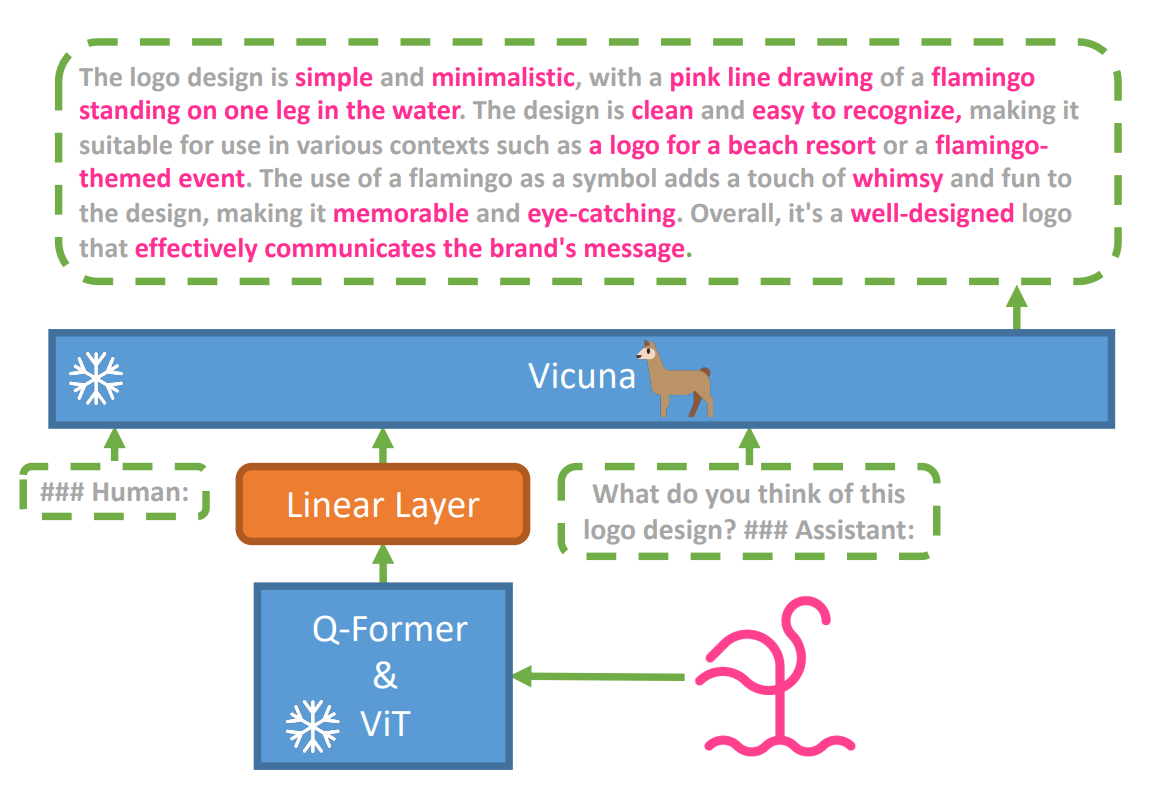 The logo design is simple and minimalistic, with a pink line drawing of a flamingo
standing on one leg in the water. The design is clean and easy to recognize, making it
suitable for use in various contexts such as a logo for a beach resort or a flamingo-
themed event. The use of a flamingo as a symbol adds a touch of whimsy and fun to
the design, making it memorable and eye-catching. Overall, it's a well-designed logo
that effectively communicates the brand's message.
Vicuna
### Human:
Linear Layer
What do you think of this
logo design? ### Assistant:
Q-Former
&
ViT